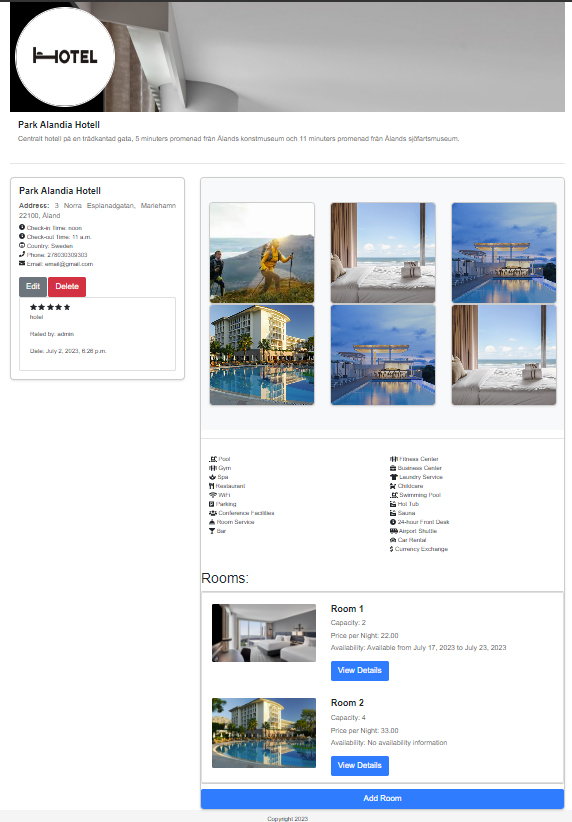 HOTEL
Park Alandia Hotell
Centralt hotell på en trädkantad gata, 5 minuters promenad från Ålands konstmuseum och 11 minuters promenad från Ålands sjöfartsmuseum.
Park Alandia Hotell
Address: 3 Norra Esplanadgatan, Mariehamn
22100, Åland
Check-in Time: noon
Check-out Time: 11 a.m.
Country: Sweden
Phone: 278030309303
Email: email@gmail.com
Edit Delete
hotel
Rated by: admin
Date: July 2, 2023, 6:26 p.m.
Pool
Gym
Spa
Restaurant
WiFi
Parking
Conference Facilities
Room Service
Bar
Fitness Center
Business Center
Laundry Service
Childcare
Swimming Pool
Hot Tub
Sauna
24-hour Front Desk
Airport Shuttle
Car Rental
Currency Exchange
Rooms:
Room 1
Capacity: 2
Price per Night: 22.00
Availability: Available from July 17, 2023 to July 23, 2023
View Details
Room 2
Capacity: 4
Price per Night: 33.00
Availability: No availability information
View Details
Add Room
Copyright 2023